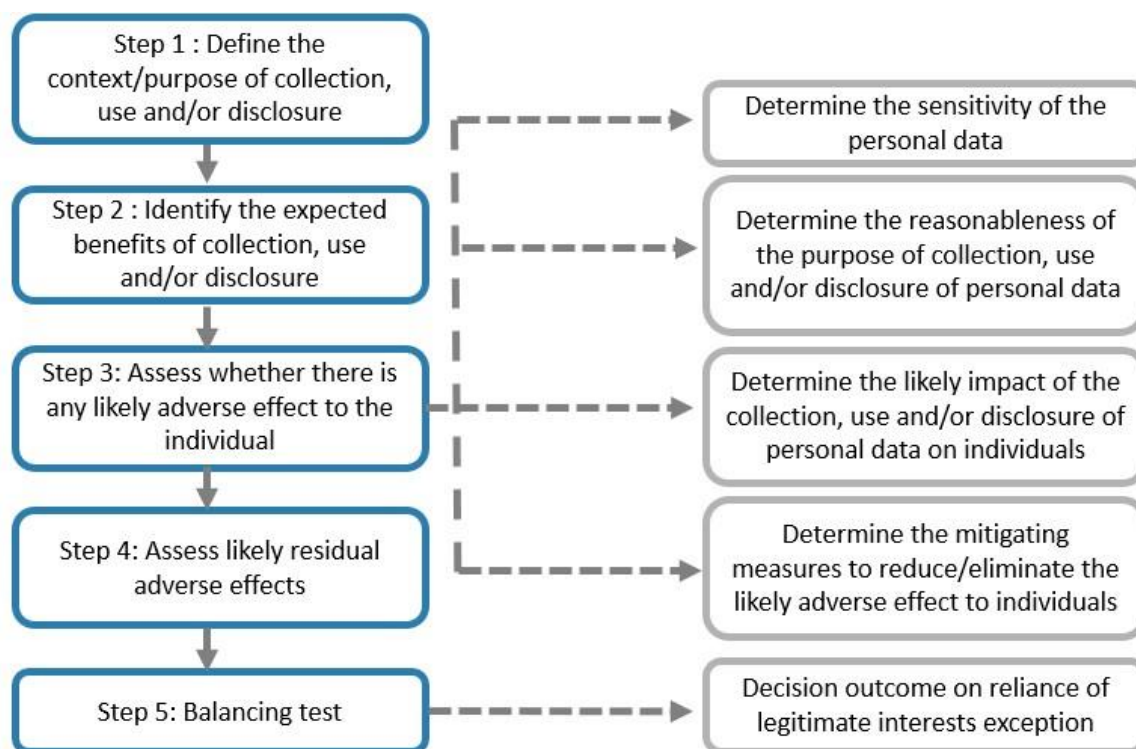 Step 1 : Define the
context/purpose of collection,
use and/or disclosure
Step 2 : Identify the expected
benefits of collection, use
and/or disclosure
Step 3: Assess whether there is
any likely adverse effect to the
individual
Step 4: Assess likely residual
adverse effects
Step 5: Balancing test
Determine the sensitivity of the
personal data
Determine the reasonableness of
the purpose of collection, use
and/or disclosure of personal data
Determine the likely impact of the
collection, use and/or disclosure of
personal data on individuals
Determine the mitigating
measures to reduce/eliminate the
likely adverse effect to individuals
Decision outcome on reliance of
legitimate interests exception